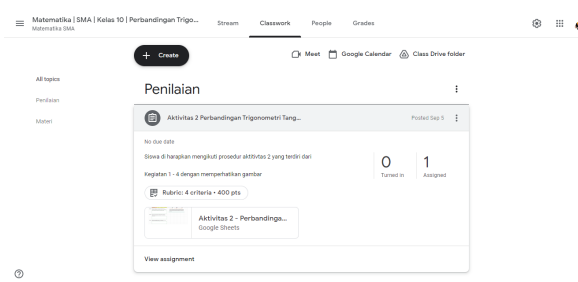 Matematika | SMA | Kelas 10 | Perbandingan Trigo...
Matematika SMA
Stream
Classwork
People
Grades
+ Create
Meet
Google Calendar
Class Drive folder
All topics
Penilaian
Materi
Penilaian
Aktivitas 2 Perbandingan Trigonometri Tang...
Posted Sep 5
No due date
Siswa di harapkan mengikuti prosedur aktitivtas 2 yang terdiri dari
Kegiatan 1 - 4 dengan memperhatikan gambar
0
Turned in
1
Assigned
Rubric: 4 criteria • 400 pts
Aktivitas 2 - Perbandinga...
Google Sheets
View assignment